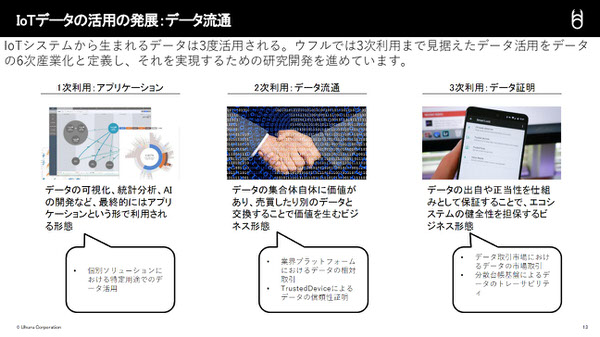 IoTデータの活用の発展：データ流通
IoTシステムから生まれるデータは3度活用される。ウフルでは3次利用まで見据えたデータ活用をデータ
の6次産業化と定義し、それを実現するための研究開発を進めています。
1次利用：アプリケーション
データの可視化、統計分析、AI
の開発など、最終的にはアプリ
ケーションという形で利用され
る形態
• 個別ソリューションにお
ける特定用途でのデー
タ活用
2次利用：データ流通
データの集合体自体に価値が
あり、売買したり別のデータと
交換することで価値を生むビジ
ネス形態
• 業界プラットフォーム
におけるデータの相対
取引
• TrustedDeviceによる
データの信頼性証明
3次利用：データ証明
データの出自や正当性を仕組
みとして保証することで、エコシ
ステムの健全性を担保するビ
ジネス形態
• データ取引市場におけ
るデータの市場取引
• 分散台帳基盤によるデー
タのトレーサビリテ
ィ
© Uhuru Corporation
13